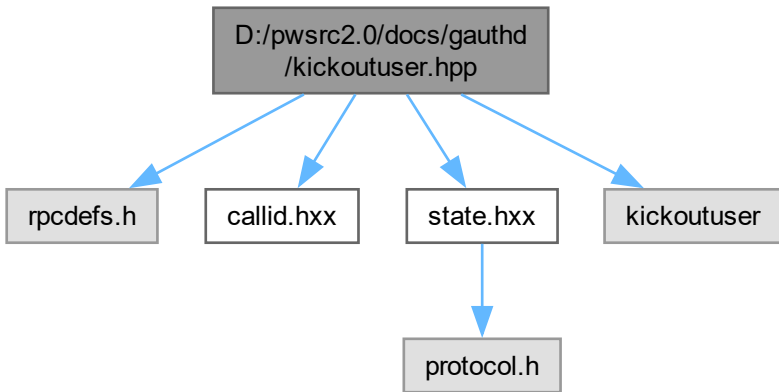 D:/pwsrc2.0/docs/gauthd
/kickoutuser.hpp
rpcdefs.h
callid.hxx
state.hxx
kickoutuser
protocol.h